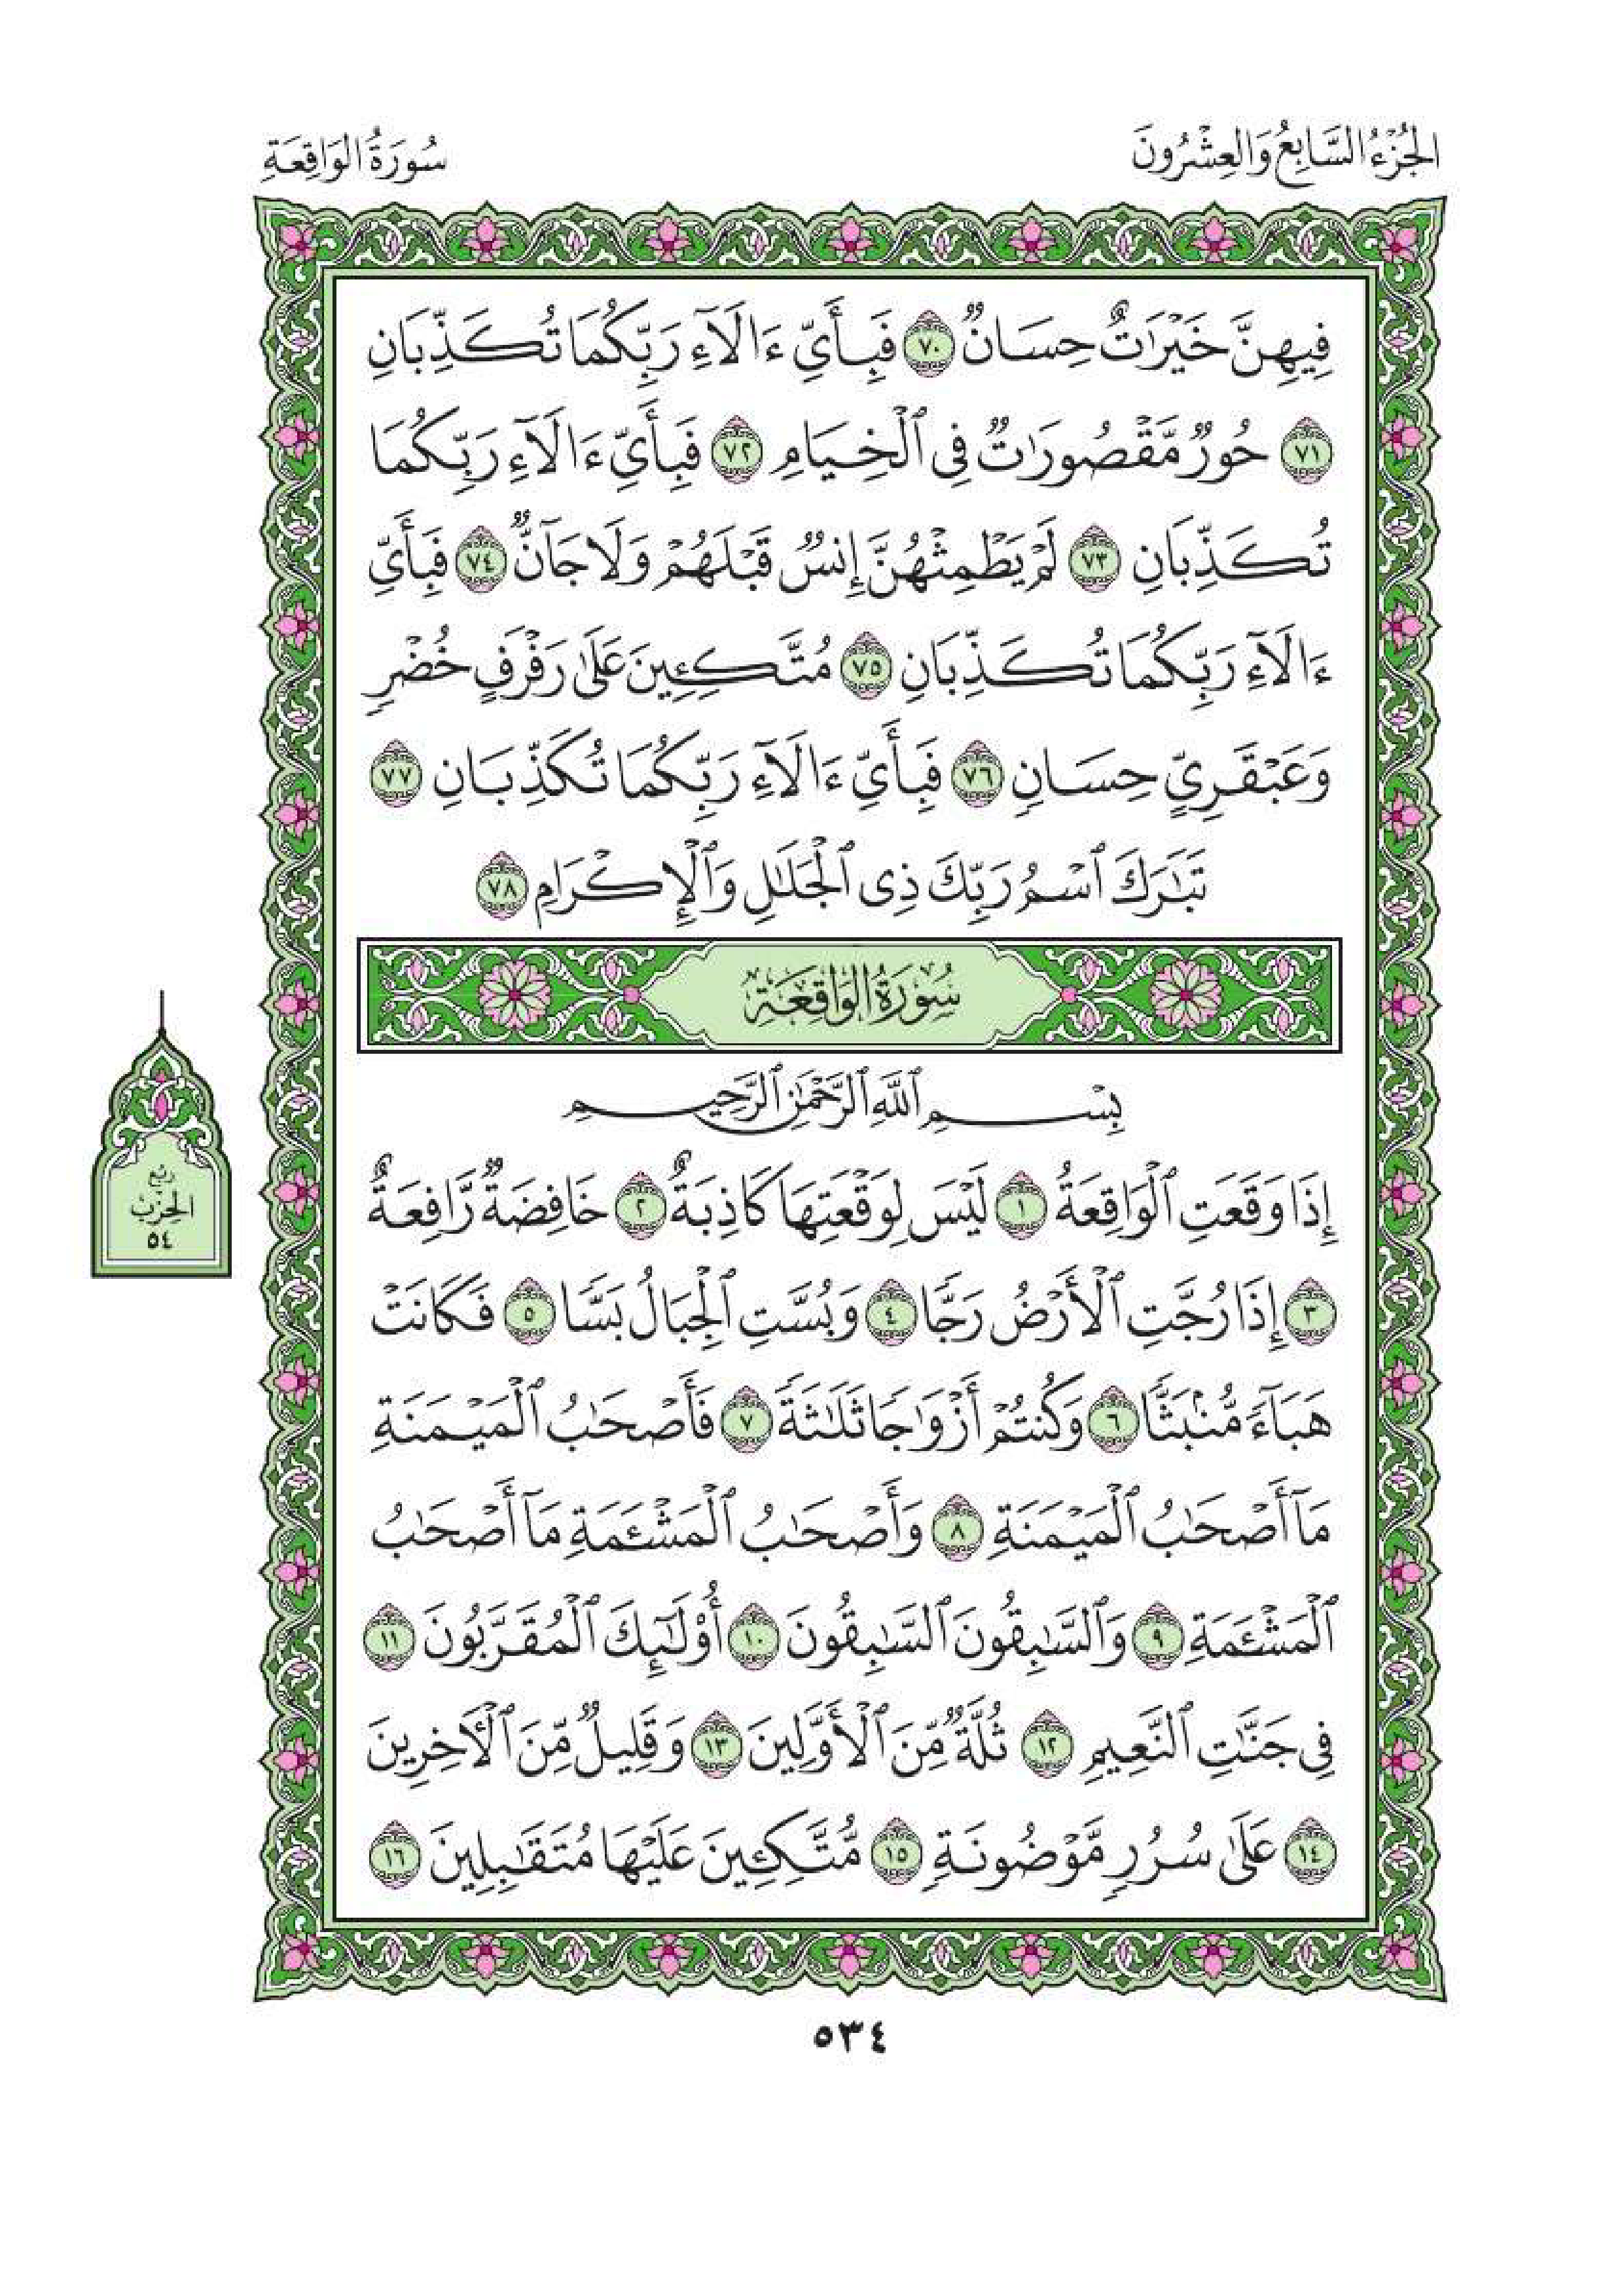 الجُزْءُ السَّابِعُ وَالعِشْرُونَ
سُورَةُ الوَاقِعَةِ
فِيهِنَّ خَيْرَٰتٌ حِسَانٞ ٧٠ فَبِأَيِّ ءَالَآءِ رَبِّكُمَا تُكَذِّبَانِ
٧١ حُورٞ مَّقۡصُورَٰتٞ فِي ٱلۡخِيَامِ ٧٢ فَبِأَيِّ ءَالَآءِ رَبِّكُمَا
تُكَذِّبَانِ ٧٣ لَمۡ يَطۡمِثۡهُنَّ إِنسٞ قَبۡلَهُمۡ وَلَا جَآنّٞ ٧٤ فَبِأَيِّ
ءَالَآءِ رَبِّكُمَا تُكَذِّبَانِ ٧٥ مُتَّكِـِٔينَ عَلَىٰ رَفۡرَفٍ خُضۡرٖ
وَعَبۡقَرِيٍّ حِسَانٖ ٧٦ فَبِأَيِّ ءَالَآءِ رَبِّكُمَا تُكَذِّبَانِ ٧٧
تَبَٰرَكَ ٱسۡمُ رَبِّكَ ذِي ٱلۡجَلَٰلِ وَٱلۡإِكۡرَامِ ٧٨
سُورَةُ الوَاقِعَةِ
بِسۡمِ ٱللَّهِ ٱلرَّحۡمَٰنِ ٱلرَّحِيمِ
إِذَا وَقَعَتِ ٱلۡوَاقِعَةُ ١ لَيۡسَ لِوَقۡعَتِهَا كَاذِبَةٌ ٢ خَافِضَةٞ رَّافِعَةٌ
٣ إِذَا رُجَّتِ ٱلۡأَرۡضُ رَجّٗا ٤ وَبُسَّتِ ٱلۡجِبَالُ بَسّٗا ٥ فَكَانَتۡ
هَبَآءٗ مُّنۢبَثّٗا ٦ وَكُنتُمۡ أَزۡوَٰجٗا ثَلَٰثَةٗ ٧ فَأَصۡحَٰبُ ٱلۡمَيۡمَنَةِ
مَآ أَصۡحَٰبُ ٱلۡمَيۡمَنَةِ ٨ وَأَصۡحَٰبُ ٱلۡمَشۡـَٔمَةِ مَآ أَصۡحَٰبُ
ٱلۡمَشۡـَٔمَةِ ٩ وَٱلسَّٰبِقُونَ ٱلسَّٰبِقُونَ ١٠ أُوْلَٰٓئِكَ ٱلۡمُقَرَّبُونَ ١١
فِي جَنَّٰتِ ٱلنَّعِيمِ ١٢ ثُلَّةٞ مِّنَ ٱلۡأَوَّلِينَ ١٣ وَقَلِيلٞ مِّنَ ٱلۡأٓخِرِينَ
١٤ عَلَىٰ سُرُرٖ مَّوۡضُونَةٖ ١٥ مُّتَّكِـِٔينَ عَلَيۡهَا مُتَقَٰبِلِينَ ١٦
رُبْع
الحِزْب
٥٤
٥٣٤